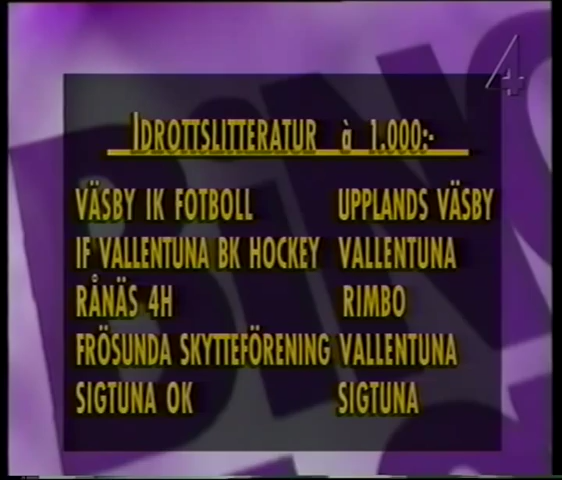 4
BiNG
IDROTTSLITTERATUR à 1.000:-
VÄSBY IK FOTBOLL UPPLANDS VÄSBY
IF VALLENTUNA BK HOCKEY VALLENTUNA
RÅNÄS 4H RIMBO
FRÖSUNDA SKYTTEFÖRENING VALLENTUNA
SIGTUNA OK SIGTUNA